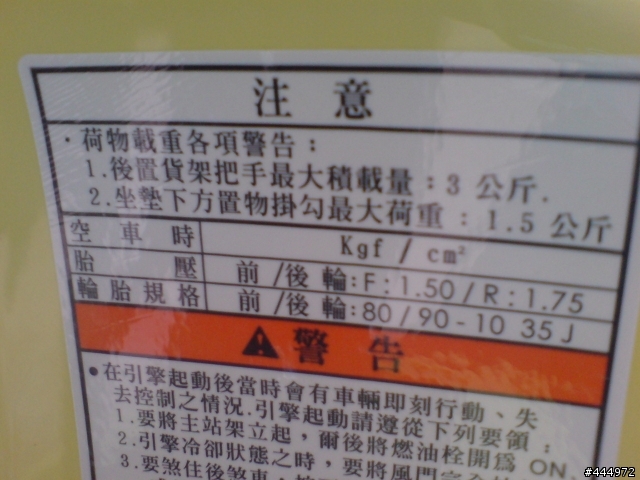 注 意
·荷物載重各項警告：
1.後置貨架把手最大積載量：3 公斤.
2.坐墊下方置物掛勾最大荷重：1.5 公斤
空車時 Kgf / cm²
胎壓 前/後 輪:F:1.50/R:1.75
輪胎規格 前/後 輪:80/90-10 35J
警 告
•在引擎起動後當時會有車輛即刻行動、失
去控制之情況.引擎起動請遵從下列要領：
1.要將主站架立起，爾後將燃油栓開爲 ON
2.引擎冷卻狀態之時，要將風門
3.要煞住後煞車
#444972